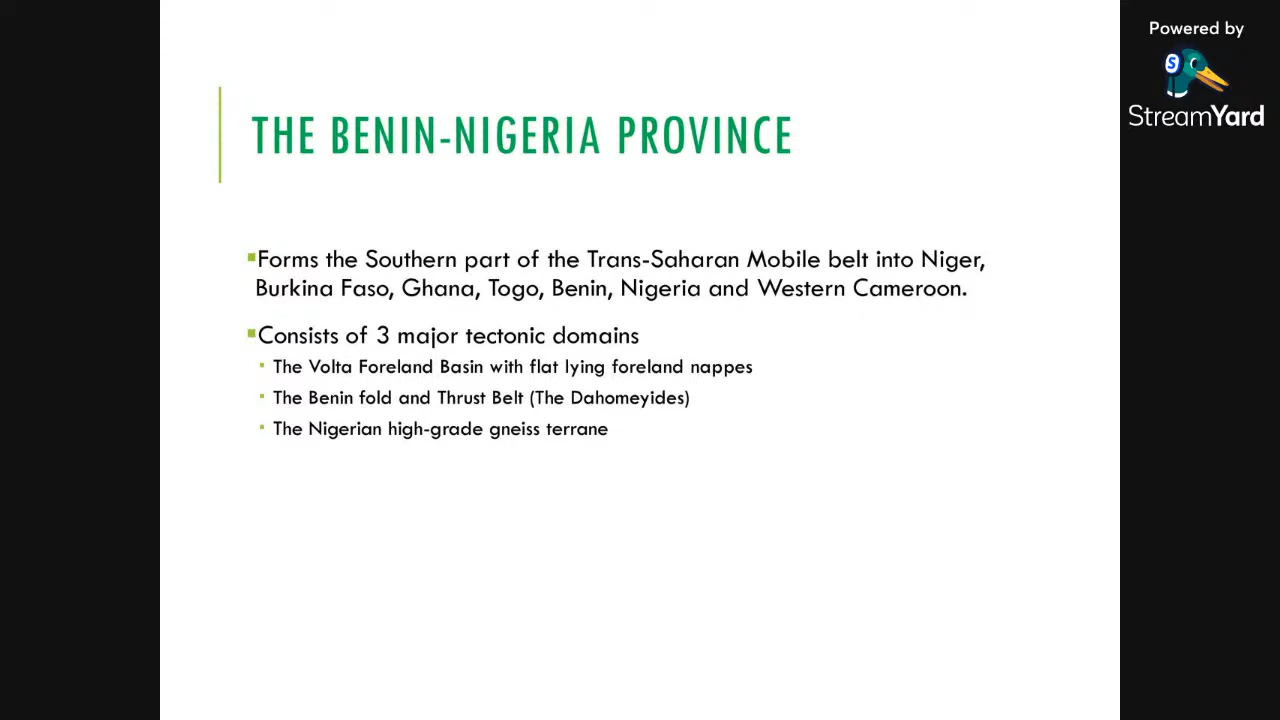 Powered by
S
StreamYard
THE BENIN-NIGERIA PROVINCE
▪Forms the Southern part of the Trans-Saharan Mobile belt into Niger,
Burkina Faso, Ghana, Togo, Benin, Nigeria and Western Cameroon.
▪Consists of 3 major tectonic domains
▪ The Volta Foreland Basin with flat lying foreland nappes
▪ The Benin fold and Thrust Belt (The Dahomeyides)
▪ The Nigerian high-grade gneiss terrane